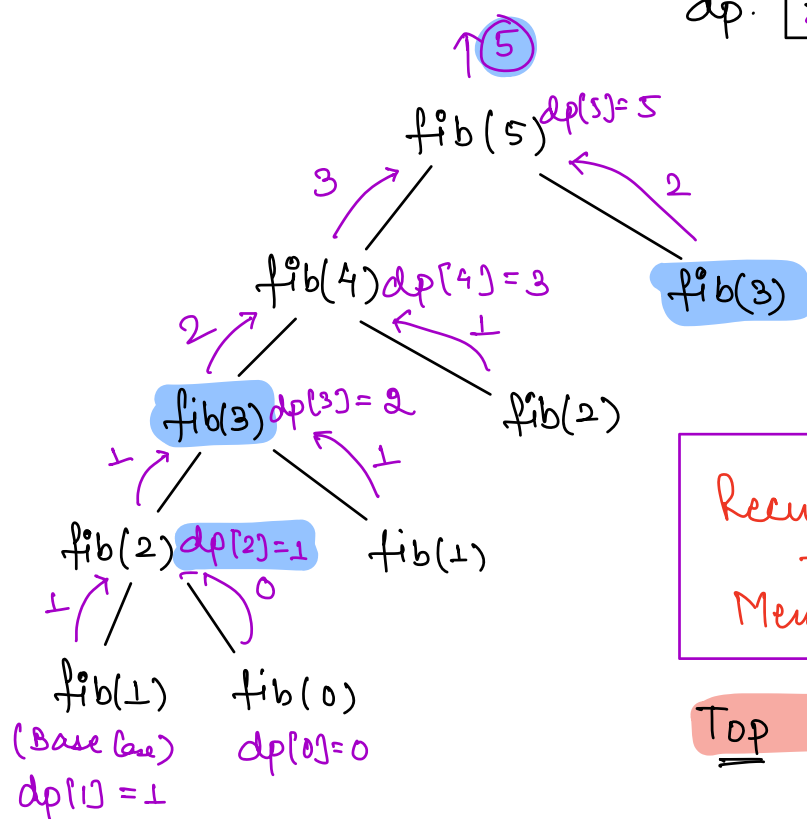 dp.
5
fib(5) dp[5]=5
3
2
fib(4) dp[4]=3
fib(3)
2
1
fib(3) dp[3]=2
fib(2)
1
1
fib(2) dp[2]=1
fib(1)
1
0
fib(1)
fib(0)
(Base Case)
dp[0]=0
dp[1]=1
Recu
Mem
Top